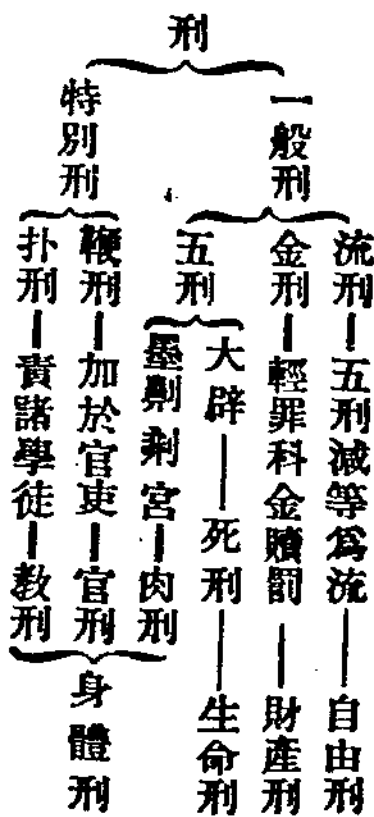 刑
一般刑
流刑—五刑減等爲流—自由刑
金刑—輕罪科金贖罰—財產刑
五刑
大辟—死刑—生命刑
墨劓剕宮—肉刑
特別刑
鞭刑—加於官吏—官刑
扑刑—責諸學徒—教刑
身體刑